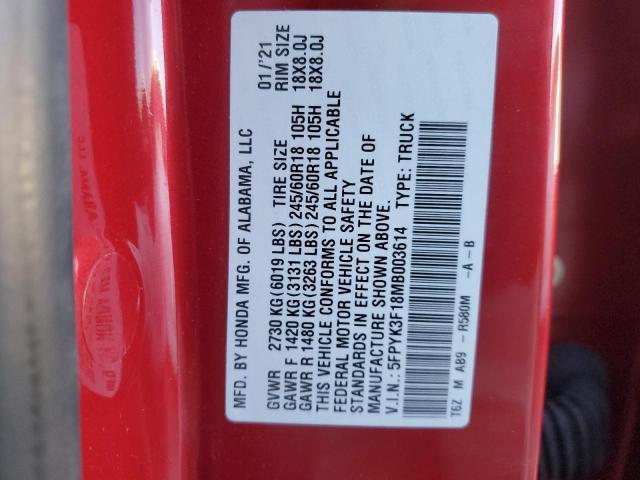 MFD. BY HONDA MFG. OF ALABAMA, LLC 01/'21
GVWR 2730 KG(6019 LBS) TIRE SIZE RIM SIZE
GAWR F 1420 KG(3131 LBS) 245/60R18 105H 18X8.0J
GAWR R 1480 KG(3263 LBS) 245/60R18 105H 18X8.0J
THIS VEHICLE CONFORMS TO ALL APPLICABLE
FEDERAL MOTOR VEHICLE SAFETY
STANDARDS IN EFFECT ON THE DATE OF
MANUFACTURE SHOWN ABOVE.
V.I.N.: 5FPYK3F18MB003614 TYPE: TRUCK
T6Z M AB9 - R580M -A-B